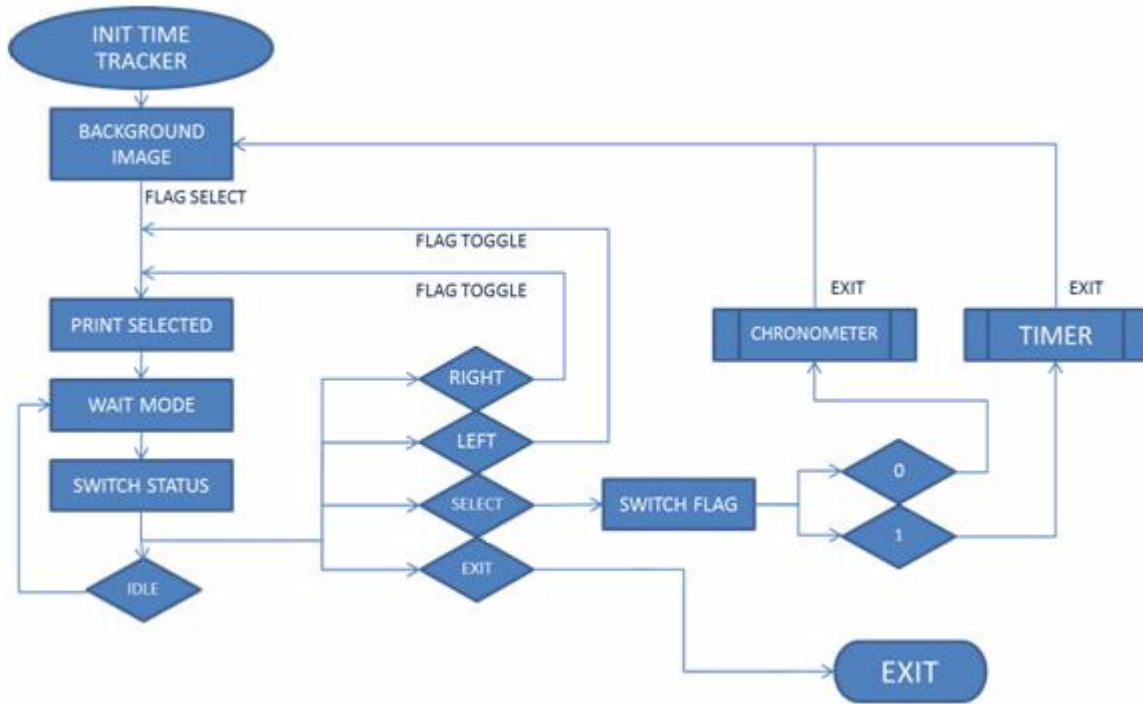 INIT TIME
TRACKER
BACKGROUND
IMAGE
FLAG SELECT
FLAG TOGGLE
FLAG TOGGLE
EXIT
EXIT
PRINT SELECTED
CHRONOMETER
TIMER
RIGHT
WAIT MODE
LEFT
SWITCH STATUS
SELECT
SWITCH FLAG
0
1
EXIT
IDLE
EXIT